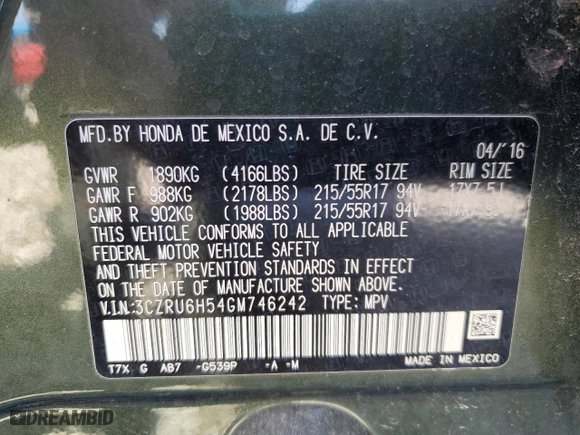 MFD.BY HONDA DE MEXICO S.A. DE C.V.
04/'16
GVWR 1890KG (4166LBS) TIRE SIZE RIM SIZE
GAWR F 988KG (2178LBS) 215/55R17 94V 17X7.5J
GAWR R 902KG (1988LBS) 215/55R17 94V
THIS VEHICLE CONFORMS TO ALL APPLICABLE
FEDERAL MOTOR VEHICLE SAFETY
AND THEFT PREVENTION STANDARDS IN EFFECT
ON THE DATE OF MANUFACTURE SHOWN ABOVE.
V.I.N.:3CZRU6H54GM746242 TYPE: MPV
T7X G AB7 -G539P -A -M
MADE IN MEXICO
DREAMBID